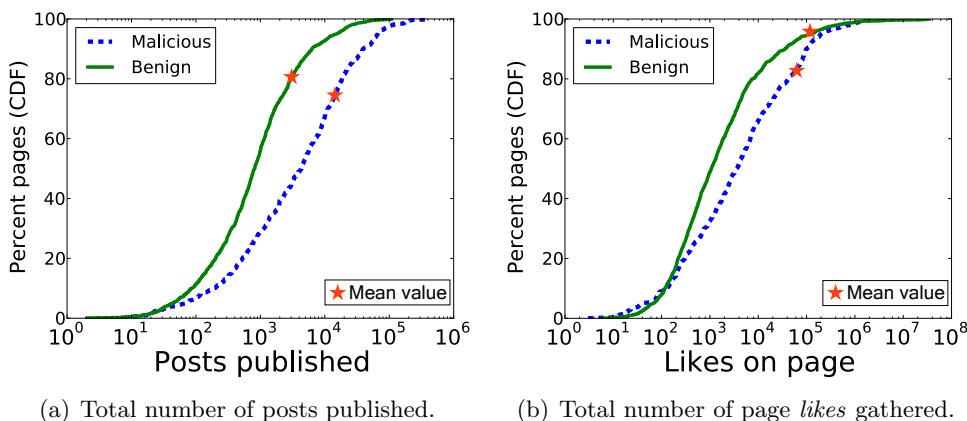 100
80
60
40
20
0
Percent pages (CDF)
Malicious
Benign
Mean value
10^0 10^1 10^2 10^3 10^4 10^5 10^6
Posts published
(a) Total number of posts published.
100
80
60
40
20
0
Percent pages (CDF)
Malicious
Benign
Mean value
10^0 10^1 10^2 10^3 10^4 10^5 10^6 10^7 10^8
Likes on page
(b) Total number of page likes gathered.